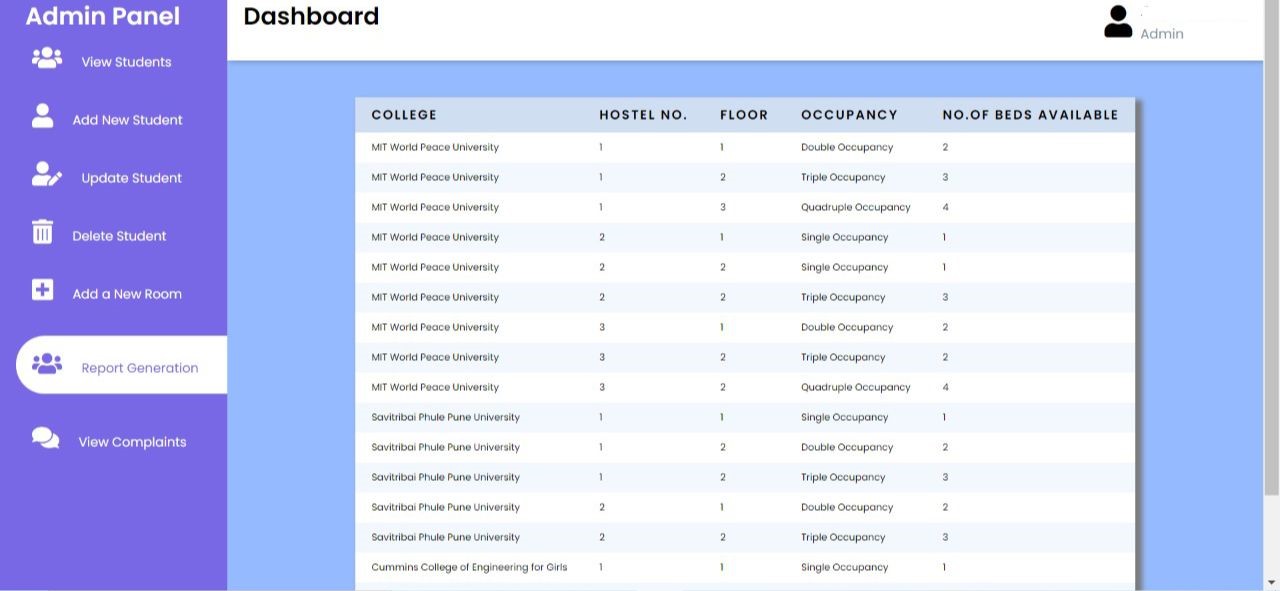 Admin Panel
View Students
Add New Student
Update Student
Delete Student
Add a New Room
Report Generation
View Complaints
Dashboard
Admin
COLLEGE HOSTEL NO. FLOOR OCCUPANCY NO.OF BEDS AVAILABLE
MIT World Peace University 1 1 Double Occupancy 2
MIT World Peace University 1 2 Triple Occupancy 3
MIT World Peace University 1 3 Quadruple Occupancy 4
MIT World Peace University 2 1 Single Occupancy 1
MIT World Peace University 2 2 Single Occupancy 1
MIT World Peace University 2 2 Triple Occupancy 3
MIT World Peace University 3 1 Double Occupancy 2
MIT World Peace University 3 2 Triple Occupancy 2
MIT World Peace University 3 2 Quadruple Occupancy 4
Savitribai Phule Pune University 1 1 Single Occupancy 1
Savitribai Phule Pune University 1 2 Double Occupancy 2
Savitribai Phule Pune University 1 2 Triple Occupancy 3
Savitribai Phule Pune University 2 1 Double Occupancy 2
Savitribai Phule Pune University 2 2 Triple Occupancy 3
Cummins College of Engineering for Girls 1 1 Single Occupancy 1